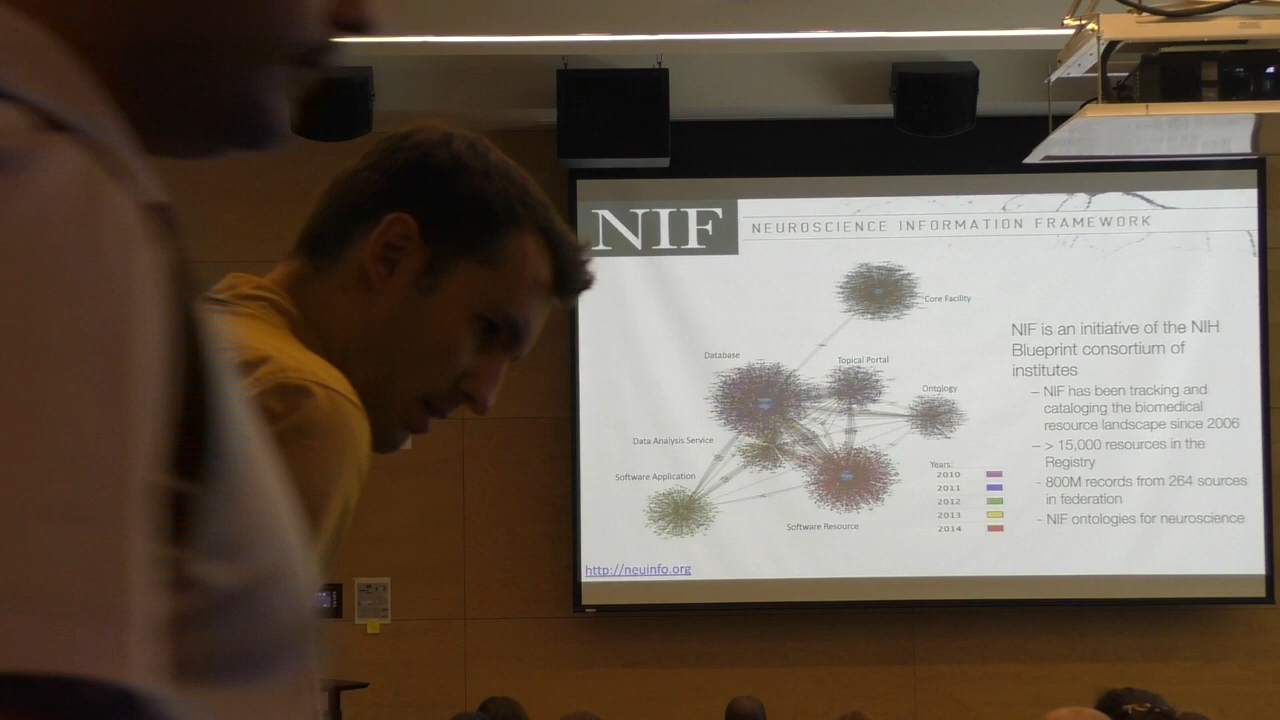 NIF
NEUROSCIENCE INFORMATION FRAMEWORK
Core Facility
Database
Topical Portal
Ontology
Data Analysis Service
Software Application
Software Resource
Years:
2010
2011
2012
2013
2014
NIF is an initiative of the NIH
Blueprint consortium of
institutes
– NIF has been tracking and
cataloging the biomedical
resource landscape since 2006
– > 15,000 resources in the
Registry
- 800M records from 264 sources
in federation
- NIF ontologies for neuroscience
http://neuinfo.org